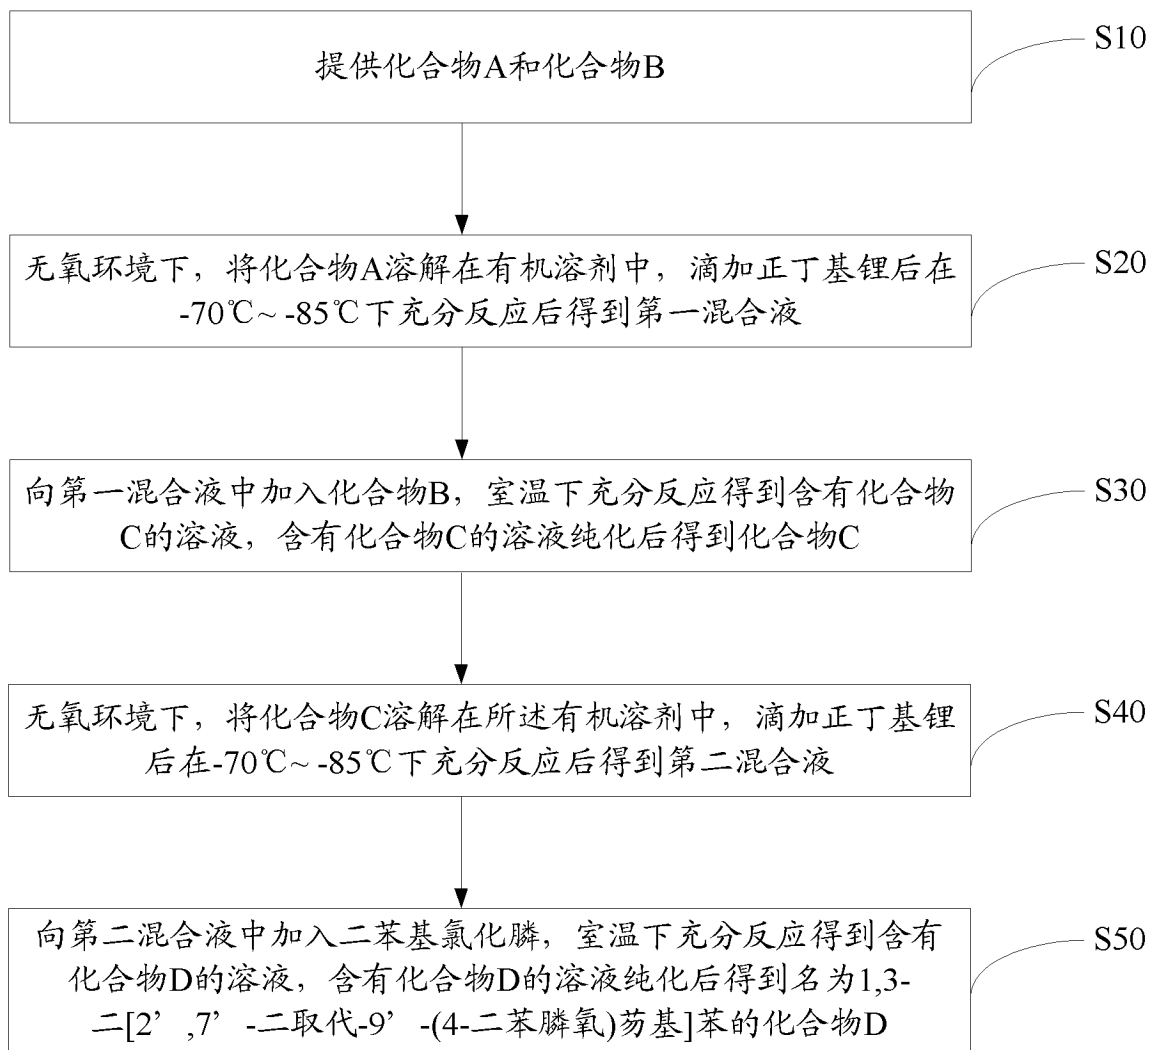 提供化合物A和化合物B
S10
无氧环境下，将化合物A溶解在有机溶剂中，滴加正丁基锂后在
-70℃~ -85℃下充分反应后得到第一混合液
S20
向第一混合液中加入化合物B，室温下充分反应得到含有化合物
C的溶液，含有化合物C的溶液纯化后得到化合物C
S30
无氧环境下，将化合物C溶解在所述有机溶剂中，滴加正丁基锂
后在-70℃~ -85℃下充分反应后得到第二混合液
S40
向第二混合液中加入二苯基氯化膦，室温下充分反应得到含有
化合物D的溶液，含有化合物D的溶液纯化后得到名为1,3-
二[2’,7’-二取代-9’-(4-二苯膦氧)芴基]苯的化合物D
S50